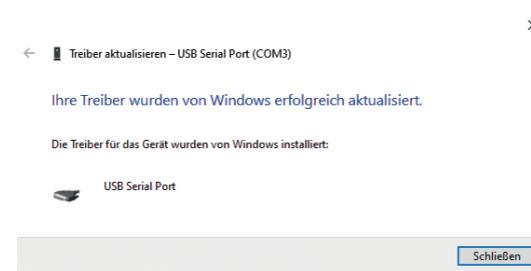 Treiber aktualisieren – USB Serial Port (COM3)
Ihre Treiber wurden von Windows erfolgreich aktualisiert.
Die Treiber für das Gerät wurden von Windows installiert:
USB Serial Port
Schließen